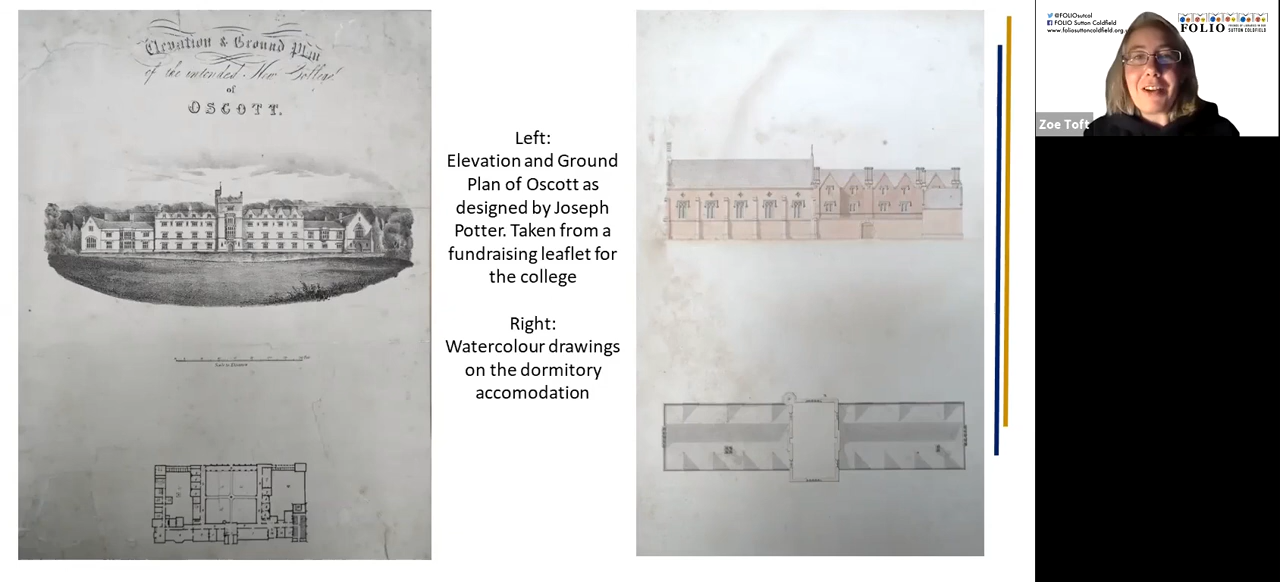 Elevation & Ground Plan
of the intended New College
of
OSCOTT.
Left:
Elevation and Ground
Plan of Oscott as
designed by Joseph
Potter. Taken from a
fundraising leaflet for
the college
Right:
Watercolour drawings
on the dormitory
accomodation
@FOLIOsutcol
FOLIO Sutton Coldfield
www.foliosuttoncoldfield.org
FOLIO
SUTTON COLDFIELD
Zoe Toft